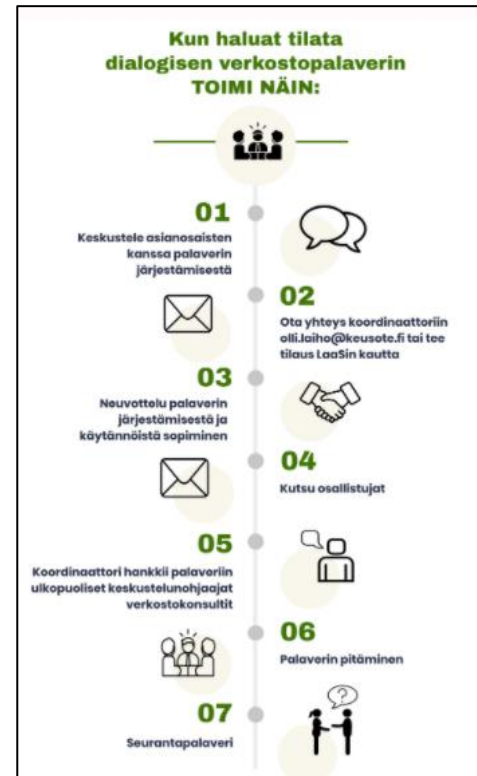 Kun haluat tilata
dialogisen verkostopalaverin
TOIMI NÄIN:
01
Keskustele asianosaisten
kanssa palaverin
järjestämisestä
02
Ota yhteys koordinaattoriin
olli.laiho@keusote.fi tai tee
tilaus LaaSin kautta
03
Neuvottelu palaverin
järjestämisestä ja
käytännöistä sopiminen
04
Kutsu osallistujat
05
Koordinaattori hankkii palaveriin
ulkopuoliset keskustelunohjaajat
verkostokonsultit
06
Palaverin pitäminen
07
Seurantapalaveri
?